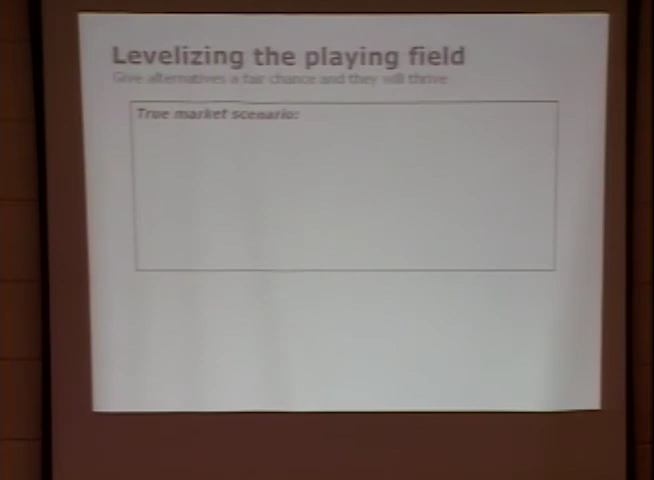 Levelizing the playing field
Give alternatives a fair chance and they will thrive
True market scenario: